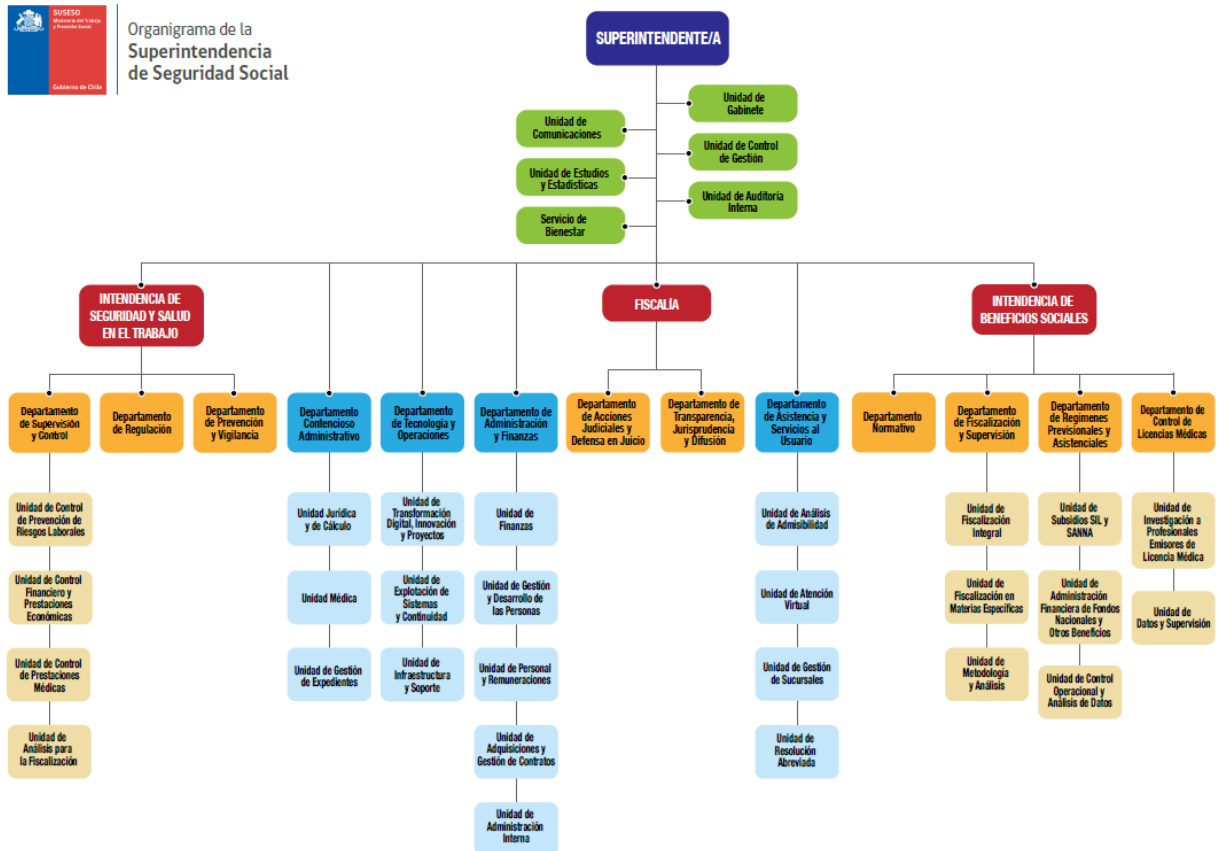 SUSESO
Ministerio del Trabajo
y Previsión Social
Gobierno de Chile
Organigrama de la
Superintendencia
de Seguridad Social
SUPERINTENDENTE/A
Unidad de
Gabinete
Unidad de
Comunicaciones
Unidad de Control
de Gestión
Unidad de Estudios
y Estadísticas
Unidad de Auditoría
Interna
Servicio de
Bienestar
INTENDENCIA DE
SEGURIDAD Y SALUD
EN EL TRABAJO
FISCALÍA
INTENDENCIA DE
BENEFICIOS SOCIALES
Departamento
de Supervisión
y Control
Departamento
de Regulación
Departamento
de Prevención
y Vigilancia
Departamento
Contencioso
Administrativo
Departamento
de Tecnología y
Operaciones
Departamento de
Administración
y Finanzas
Departamento
de Acciones
Judiciales y
Defensa en Juicio
Departamento de
Transparencia,
Jurisprudencia
y Difusión
Departamento
de Asistencia y
Servicios al
Usuario
Departamento
Normativo
Departamento
de Fiscalización
y Supervisión
Departamento
de Regímenes
Previsionales y
Asistenciales
Departamento de
Control de
Licencias Médicas
Unidad de Control
de Prevención de
Riesgos Laborales
Unidad de Control
Financiero y
Prestaciones
Económicas
Unidad de Control
de Prestaciones
Médicas
Unidad de
Análisis para
la Fiscalización
Unidad Jurídica
y de Cálculo
Unidad Médica
Unidad de Gestión
de Expedientes
Unidad de
Transformación
Digital, Innovación
y Proyectos
Unidad de
Explotación de
Sistemas
y Continuidad
Unidad de
Infraestructura
y Soporte
Unidad de
Finanzas
Unidad de Gestión
y Desarrollo de
las Personas
Unidad de Personal
y Remuneraciones
Unidad de
Adquisiciones y
Gestión de Contratos
Unidad de
Administración
Interna
Unidad de Análisis
de Admisibilidad
Unidad de Atención
Virtual
Unidad de Gestión
de Sucursales
Unidad de
Resolución
Abreviada
Unidad de
Fiscalización
Integral
Unidad de
Fiscalización en
Materias Específicas
Unidad de
Metodología
y Análisis
Unidad de
Subsidios SIL y
SANNA
Unidad de
Administración
Financiera de Fondos
Nacionales y
Otros Beneficios
Unidad de Control
Operacional y
Análisis de Datos
Unidad de
Investigación a
Profesionales
Emisores de
Licencia Médica
Unidad de
Datos y Supervisión